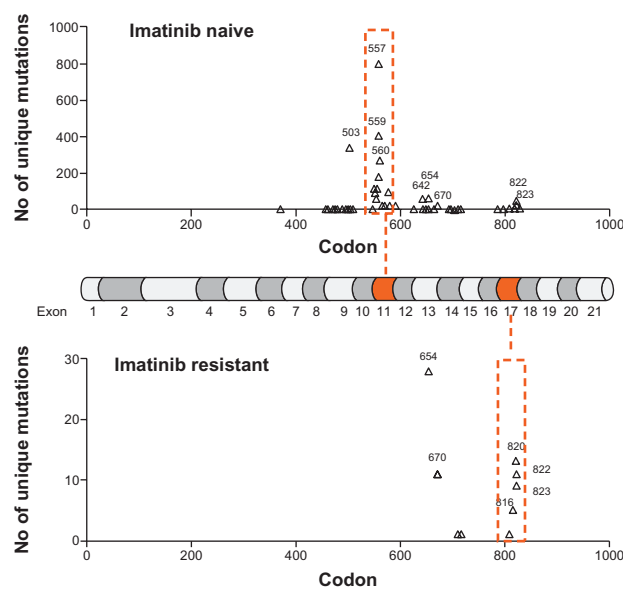 Imatinib naive
No of unique mutations
1000
800
600
400
200
0
557
559
503
560
654
642
670
822
823
0 200 400 600 800 1000
Codon
Exon 1 2 3 4 5 6 7 8 9 10 11 12 13 14 15 16 17 18 19 20 21
Imatinib resistant
No of unique mutations
30
20
10
0
654
670
820
822
823
816
0 200 400 600 800 1000
Codon